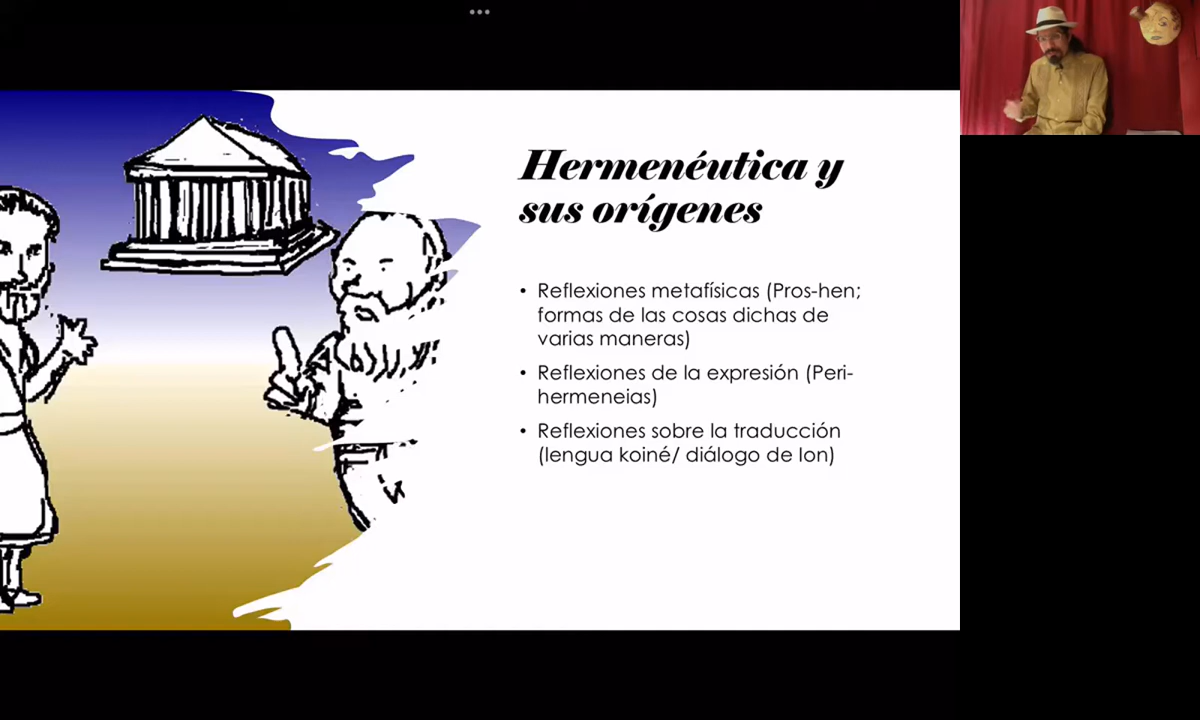 Hermenéutica y
sus orígenes
• Reflexiones metafísicas (Pros-hen;
formas de las cosas dichas de
varias maneras)
• Reflexiones de la expresión (Peri-
hermeneias)
• Reflexiones sobre la traducción
(lengua koiné/ diálogo de Ion)